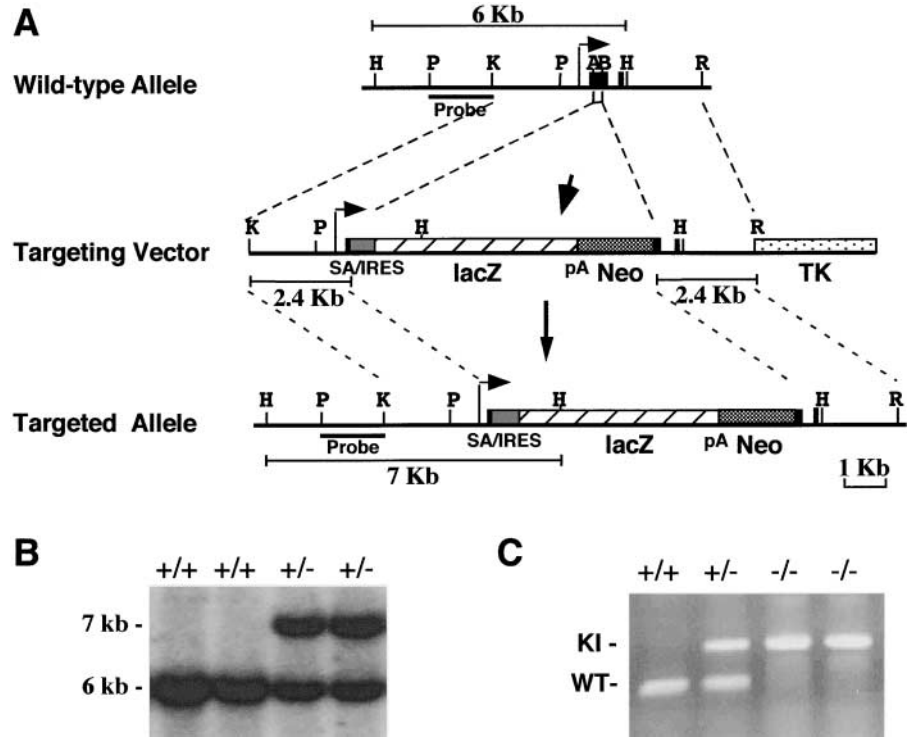 A
6 Kb
H P K P A B H R
Wild-type Allele
Probe
K P H H R
Targeting Vector
SA/IRES lacZ pA Neo TK
2.4 Kb 2.4 Kb
H P K P H H R
Targeted Allele
Probe SA/IRES lacZ pA Neo
7 Kb 1 Kb
B
+/+ +/+ +/- +/-
7 kb -
6 kb -
C
+/+ +/- -/- -/-
KI -
WT-